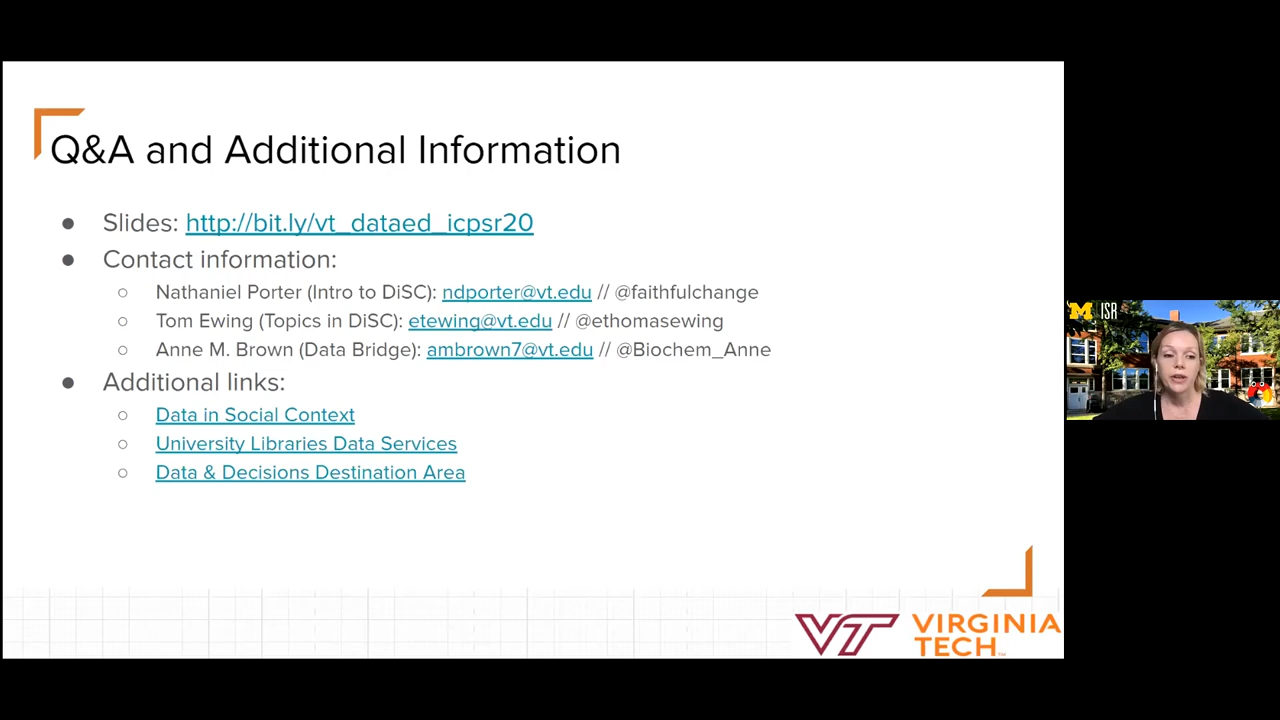 Q&A and Additional Information
● Slides: http://bit.ly/vt_dataed_icpsr20
● Contact information:
○ Nathaniel Porter (Intro to DiSC): ndporter@vt.edu // @faithfulchange
○ Tom Ewing (Topics in DiSC): etewing@vt.edu // @ethomasewing
○ Anne M. Brown (Data Bridge): ambrown7@vt.edu // @Biochem_Anne
● Additional links:
○ Data in Social Context
○ University Libraries Data Services
○ Data & Decisions Destination Area
M ISR
VT VIRGINIA
TECH™